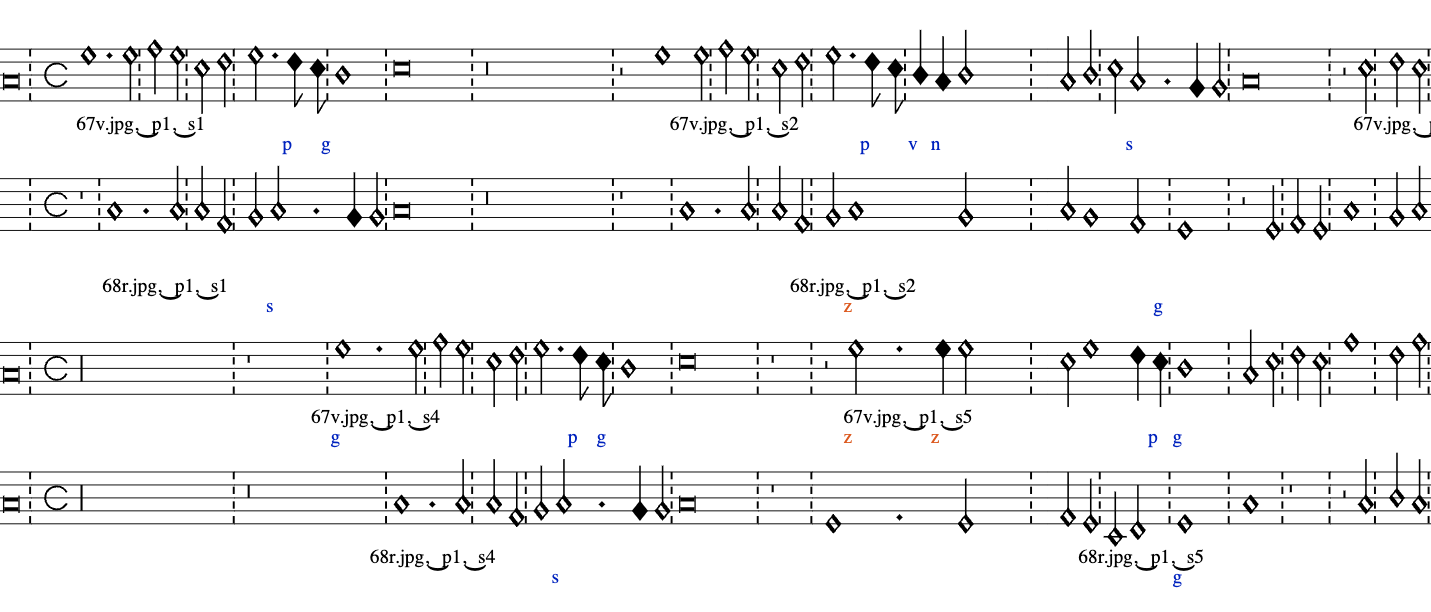 67v.jpg, p1, s1 67v.jpg, p1, s2 67v.jpg,
p g p v n s
68r.jpg, p1, s1 68r.jpg, p1, s2
s z g
67v.jpg, p1, s4 67v.jpg, p1, s5
g p g z z p g
68r.jpg, p1, s4 68r.jpg, p1, s5
s g